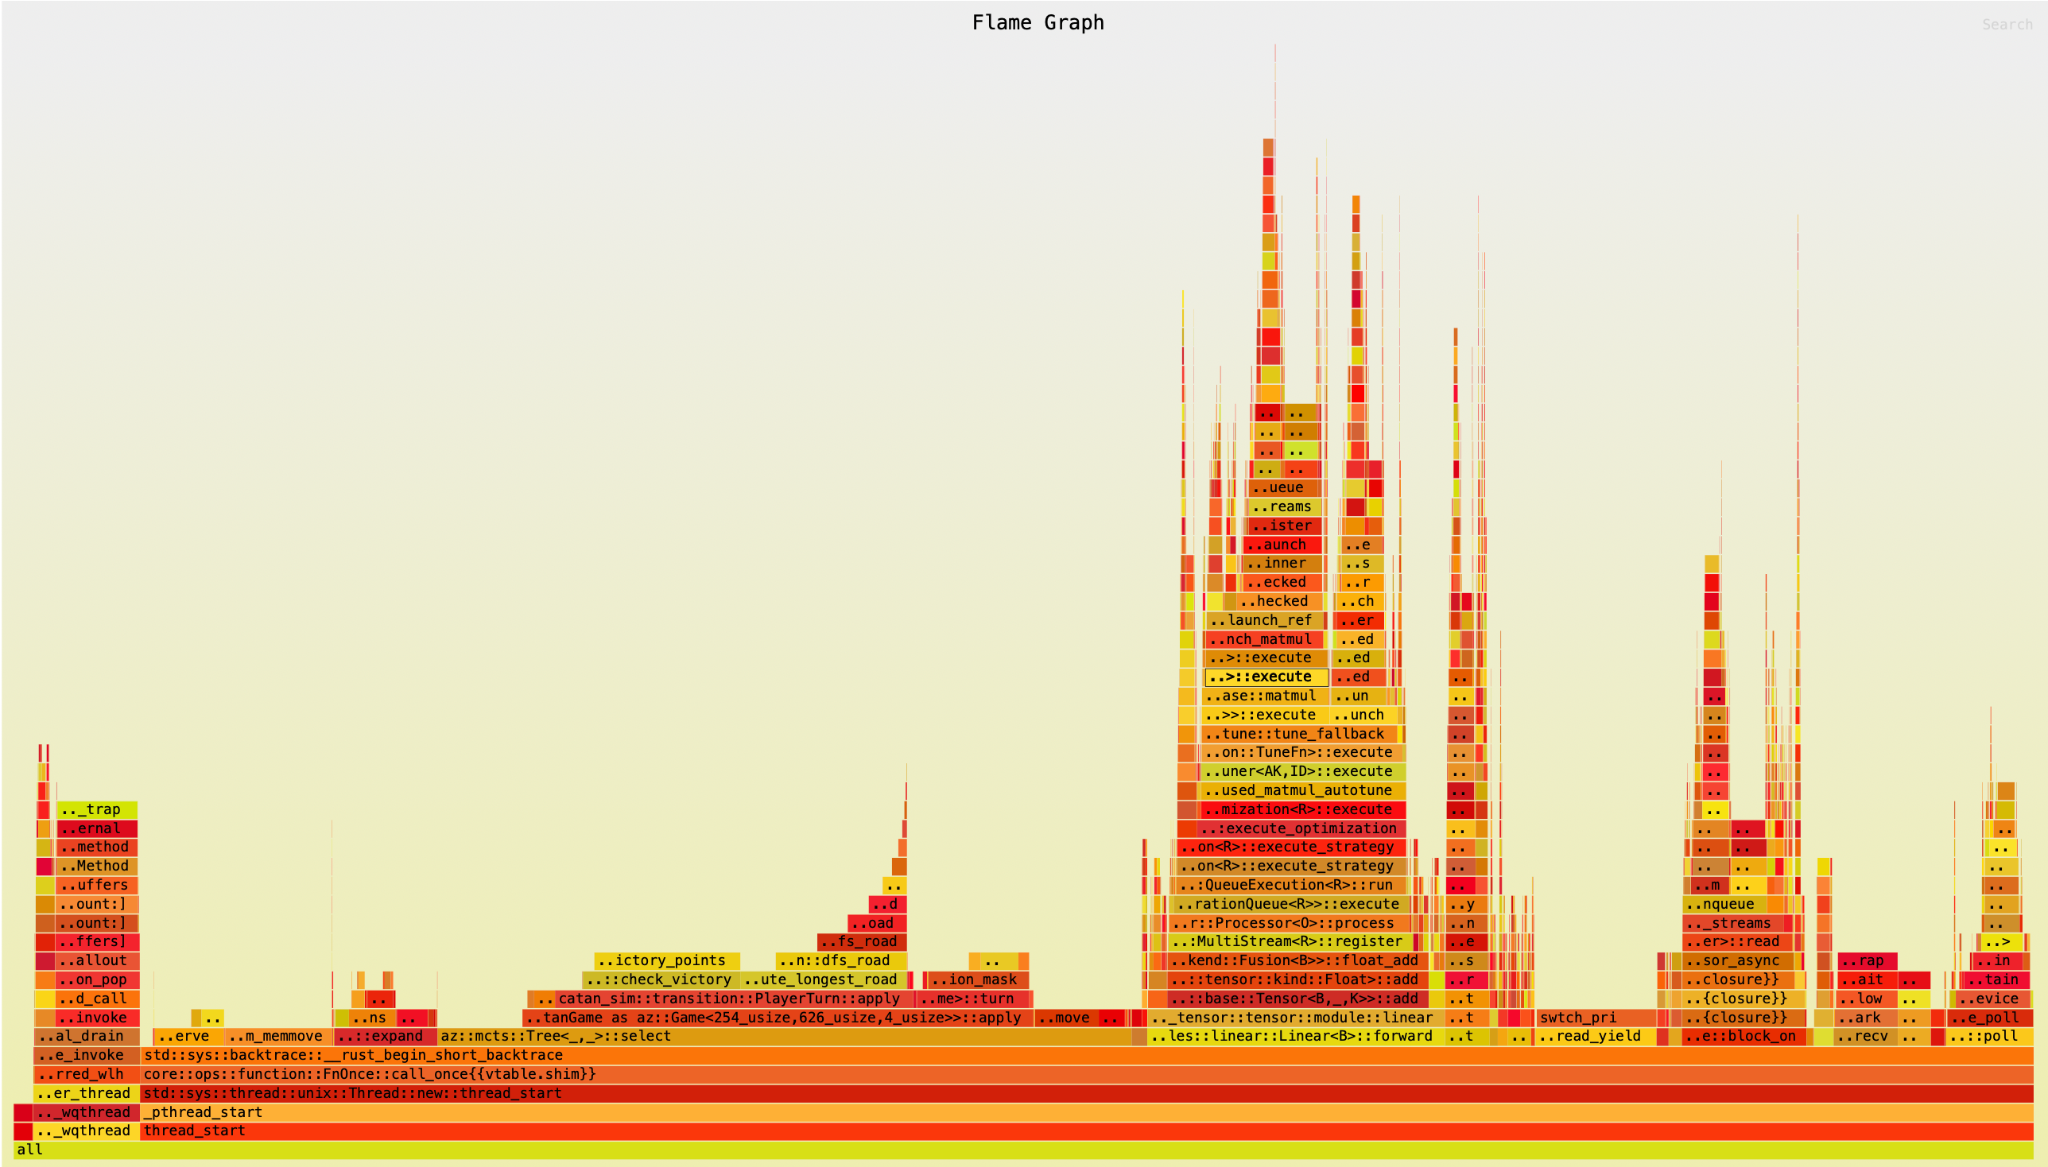 Flame Graph
Search
.. ..
.. ..
.. ..
.. ..
..ueue
..reams
..ister
..aunch ..e
..inner ..s
..ecked ..r
..hecked ..ch
..launch_ref ..er
..nch_matmul ..ed
..>::execute ..ed
..>::execute ..ed ..
..ase::matmul ..un .. ..
..>>::execute ..unch .. ..
..tune::tune_fallback .. ..
..on::TuneFn>::execute .. ..
..uner<AK,ID>::execute .. ..
..used_matmul_autotune .. ..
.._trap ..mization<R>::execute .. ..
..ernal ..:execute_optimization .. .. .. ..
..method ..on<R>::execute_strategy .. .. .. ..
..Method ..on<R>::execute_strategy .. .. .. ..
..uffers .. ..:QueueExecution<R>::run .. ..m .. ..
..ount:] ..d ..rationQueue<R>>::execute ..y ..nqueue ..
..ount:] ..oad ..r::Processor<O>::process ..n .._streams ..
..ffers] ..fs_road ..:MultiStream<R>::register ..e ..er>::read ..>
..allout ..ictory_points ..n::dfs_road .. ..kend::Fusion<B>>::float_add ..s ..sor_async ..rap ..in
..on_pop ..::check_victory ..ute_longest_road ..ion_mask ..::tensor::kind::Float>::add ..r ..closure}} ..ait .. ..tain
..d_call .. .. catan_sim::transition::PlayerTurn::apply ..me>::turn ..::base::Tensor<B,_,K>>::add ..t ..{closure}} ..low .. ..evice
..invoke .. ..ns .. ..tanGame as az::Game<254_usize,626_usize,4_usize>>::apply ..move .. .._tensor::tensor::module::linear ..t swtch_pri ..{closure}} ..ark .. ..e_poll
..al_drain ..erve ..m_memmove ..::expand az::mcts::Tree<_,_>::select ..les::linear::Linear<B>::forward ..t .. ..read_yield ..e::block_on ..recv .. ..::poll
..e_invoke std::sys::backtrace::__rust_begin_short_backtrace
..rred_wlh core::ops::function::FnOnce::call_once{{vtable.shim}}
..er_thread std::sys::thread::unix::Thread::new::thread_start
.._wqthread _pthread_start
.._wqthread thread_start
all